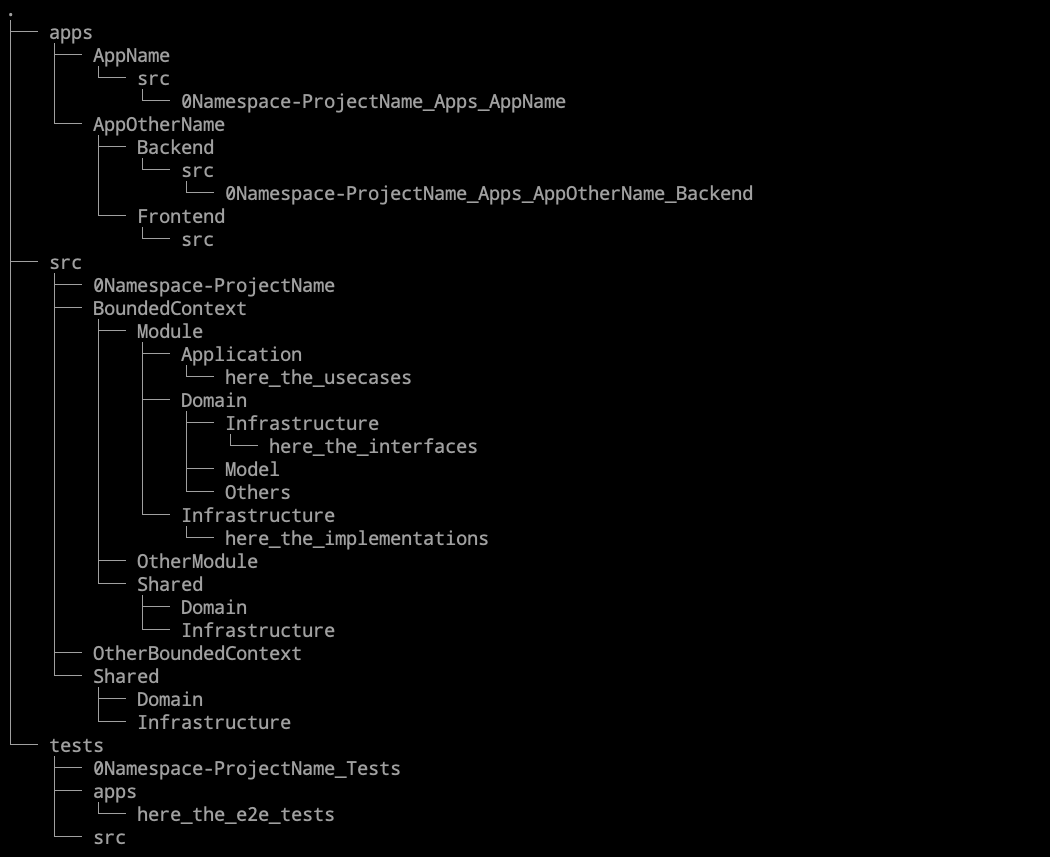 .
├── apps
│   ├── AppName
│   │   └── src
│   │       └── 0Namespace-ProjectName_Apps_AppName
│   └── AppOtherName
│       ├── Backend
│       │   └── src
│       │       └── 0Namespace-ProjectName_Apps_AppOtherName_Backend
│       └── Frontend
│           └── src
├── src
│   ├── 0Namespace-ProjectName
│   ├── BoundedContext
│   │   ├── Module
│   │   │   ├── Application
│   │   │   │   └── here_the_usecases
│   │   │   ├── Domain
│   │   │   │   ├── Infrastructure
│   │   │   │   │   └── here_the_interfaces
│   │   │   │   ├── Model
│   │   │   │   └── Others
│   │   │   └── Infrastructure
│   │   │       └── here_the_implementations
│   │   ├── OtherModule
│   │   └── Shared
│   │       ├── Domain
│   │       └── Infrastructure
│   ├── OtherBoundedContext
│   └── Shared
│       ├── Domain
│       └── Infrastructure
└── tests
    ├── 0Namespace-ProjectName_Tests
    ├── apps
    │   └── here_the_e2e_tests
    └── src